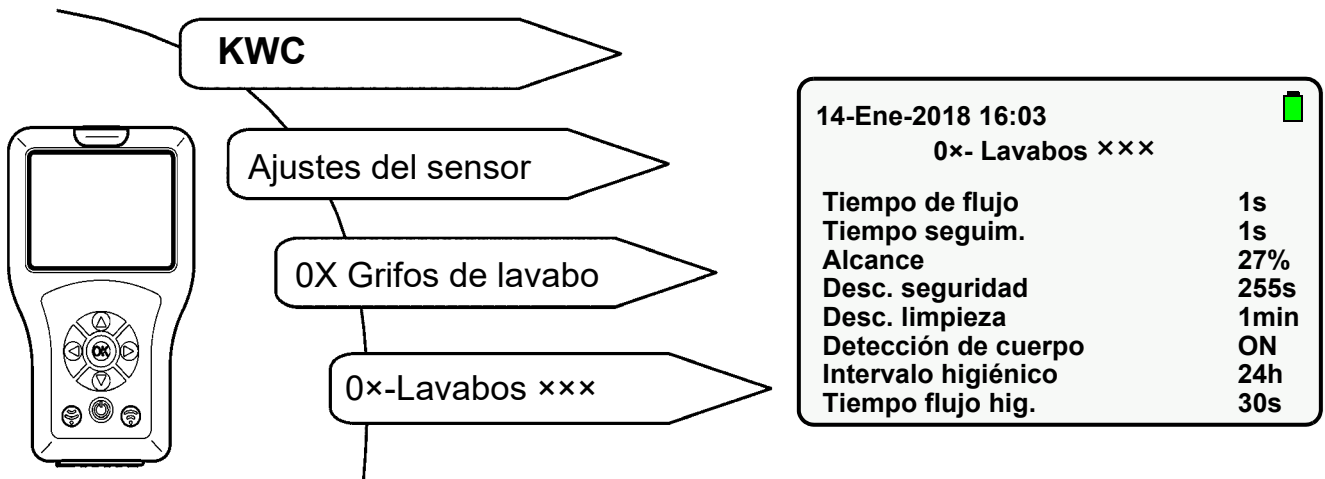 KWC
Ajustes del sensor
0X Grifos de lavabo
0×-Lavabos ×××
OK
14-Ene-2018 16:03
0×- Lavabos ×××
Tiempo de flujo 1s
Tiempo seguim. 1s
Alcance 27%
Desc. seguridad 255s
Desc. limpieza 1min
Detección de cuerpo ON
Intervalo higiénico 24h
Tiempo flujo hig. 30s